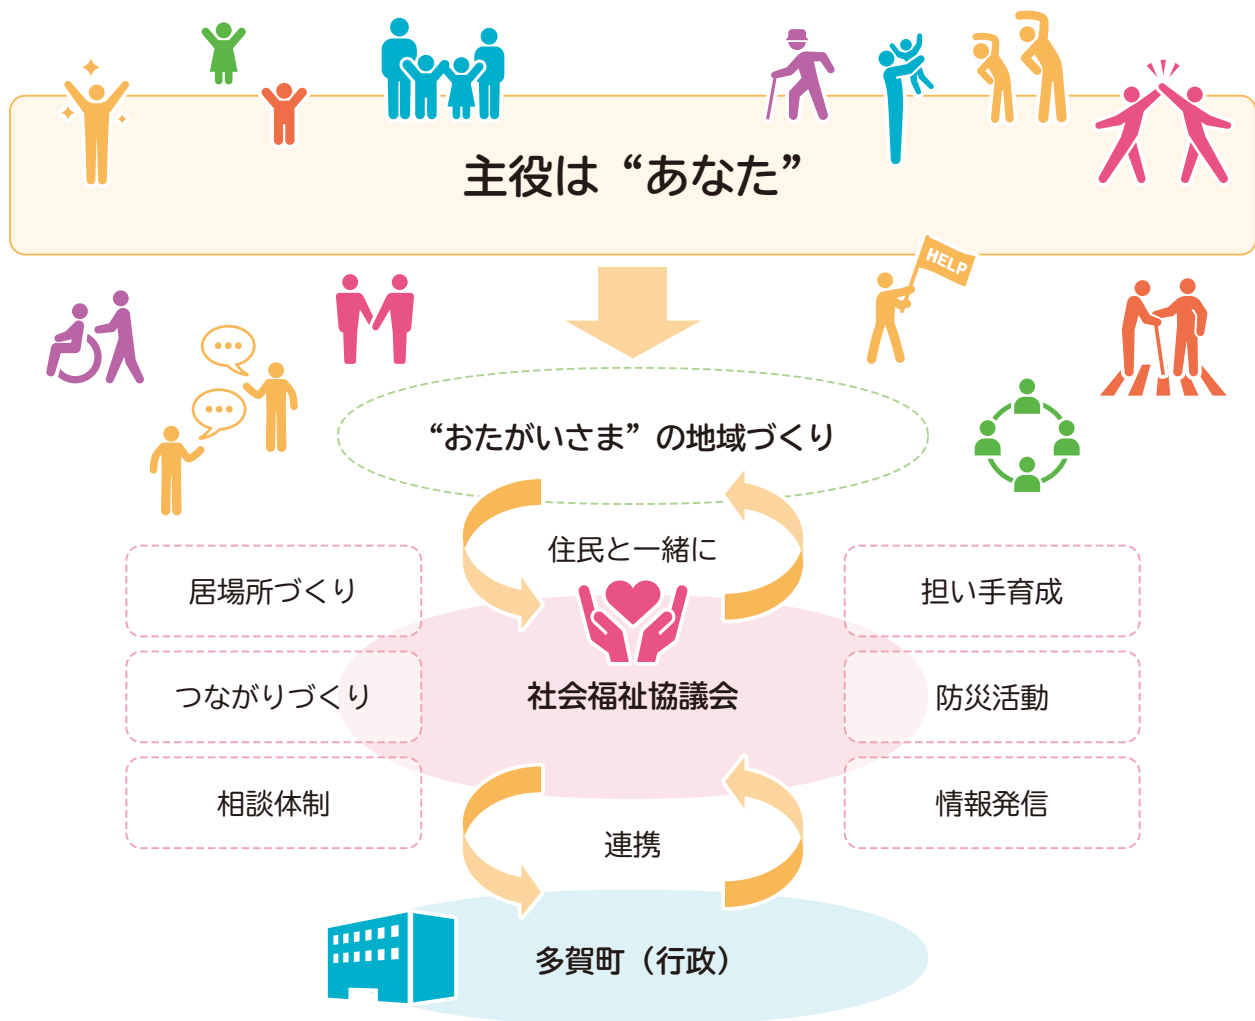 主役は“あなた”
HELP
“おたがいさま”の地域づくり
住民と一緒に
居場所づくり
担い手育成
つながりづくり
社会福祉協議会
防災活動
相談体制
情報発信
連携
多賀町（行政）